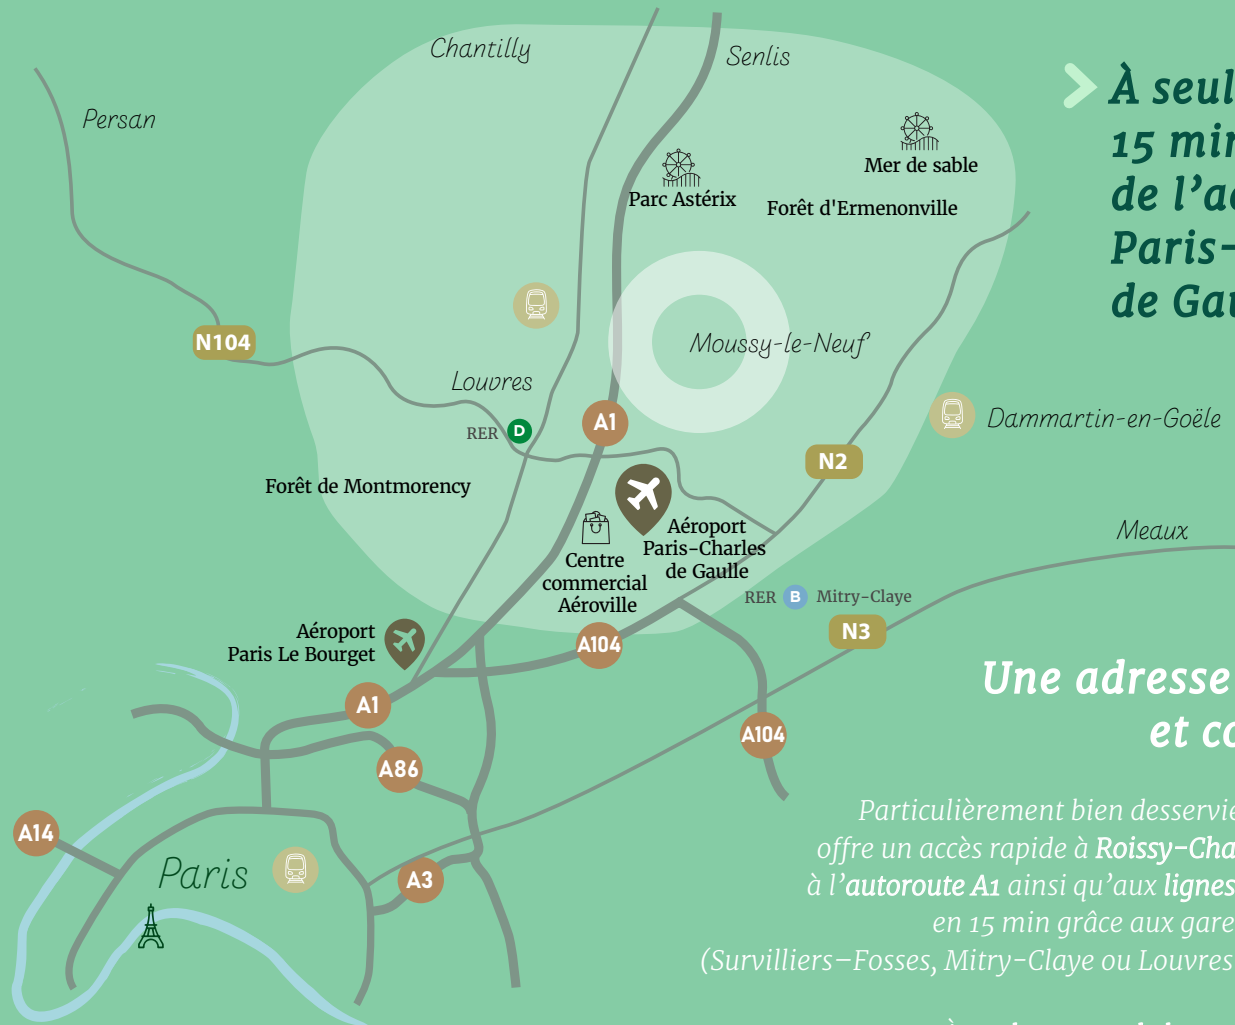 Chantilly
Senlis
Persan
Mer de sable
Parc Astérix
Forêt d'Ermenonville
N104
Moussy-le-Neuf
Louvres
RER D
A1
Dammartin-en-Goële
N2
Forêt de Montmorency
Aéroport
Paris-Charles
de Gaulle
Centre
commercial
Aéroville
Meaux
RER B Mitry-Claye
N3
Aéroport
Paris Le Bourget
A104
A1
A104
A86
A14
Paris
A3
À seul
15 min
de l'a
Paris-
de Gau
Une adresse
et co
Particulièrement bien desservie
offre un accès rapide à Roissy-Cha
à l'autoroute A1 ainsi qu'aux lignes
en 15 min grâce aux gare
(Survilliers–Fosses, Mitry-Claye ou Louvres